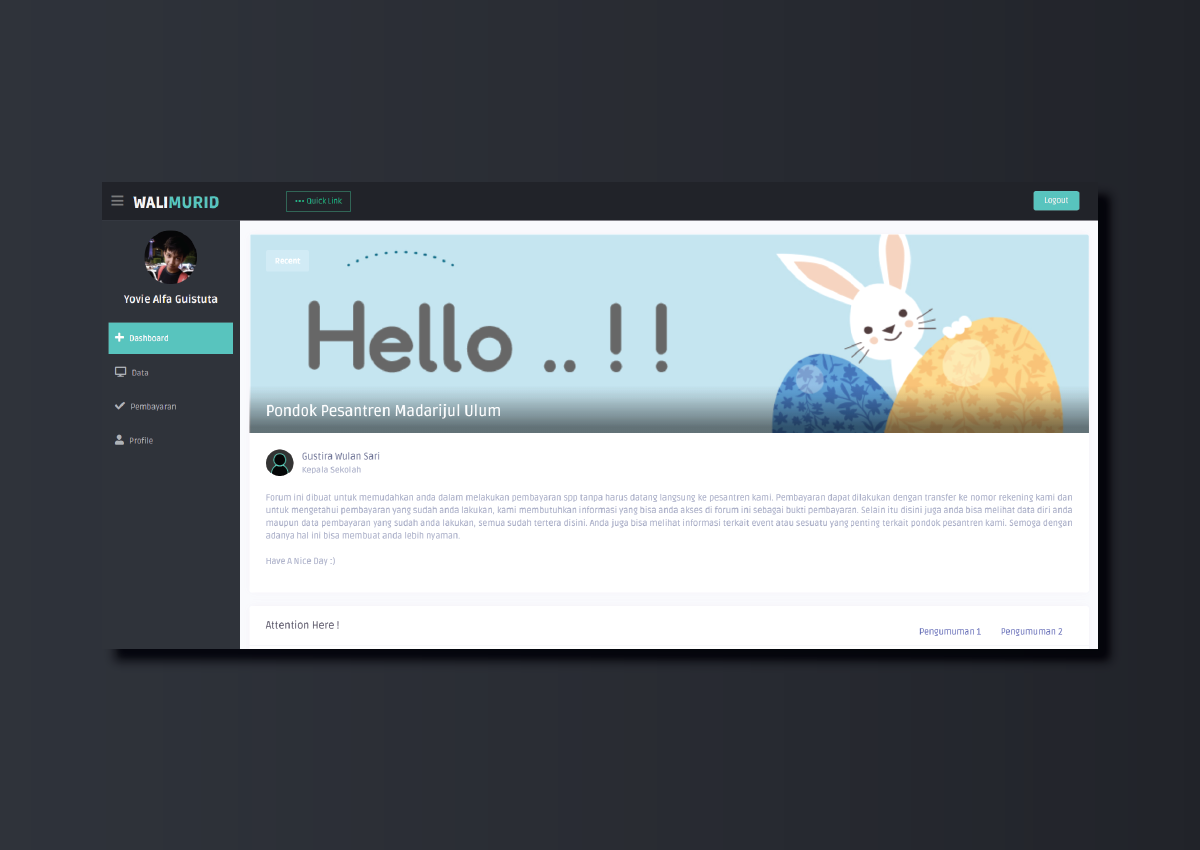 WALIMURID
Quick Link
Logout
Yovie Alfa Guistuta
Dashboard
Data
Pembayaran
Profile
Recent
Hello .. !!
Pondok Pesantren Madarijul Ulum
Gustira Wulan Sari
Kepala Sekolah
Forum ini dibuat untuk memudahkan anda dalam melakukan pembayaran spp tanpa harus datang langsung ke pesantren kami. Pembayaran dapat dilakukan dengan transfer ke nomor rekening kami dan
untuk mengetahui pembayaran yang sudah anda lakukan, kami membutuhkan informasi yang bisa anda akses di forum ini sebagai bukti pembayaran. Selain itu disini juga anda bisa melihat data diri anda
maupun data pembayaran yang sudah anda lakukan, semua sudah tertera disini. Anda juga bisa melihat informasi terkait event atau sesuatu yang penting terkait pondok pesantren kami. Semoga dengan
adanya hal ini bisa membuat anda lebih nyaman.
Have A Nice Day :)
Attention Here !
Pengumuman 1
Pengumuman 2